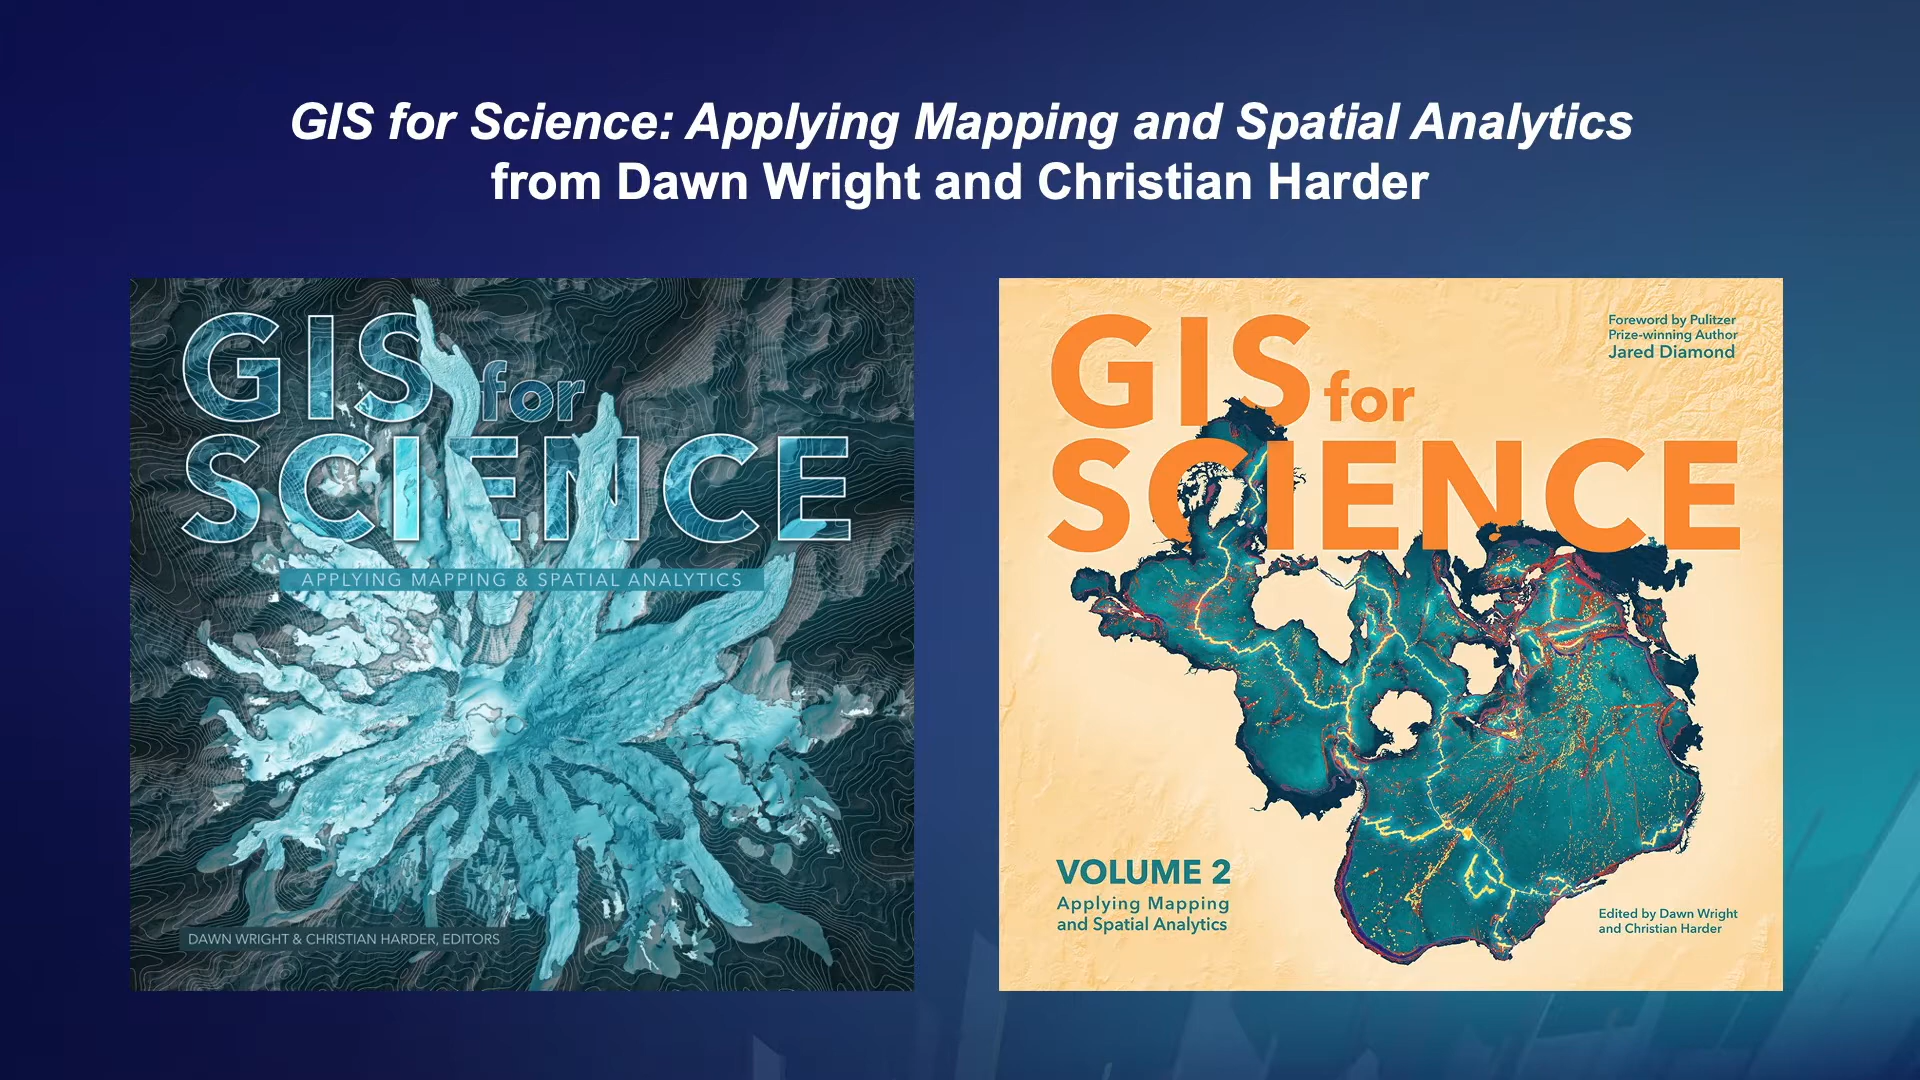 GIS for Science: Applying Mapping and Spatial Analytics
from Dawn Wright and Christian Harder
GIS for
SCIENCE
APPLYING MAPPING & SPATIAL ANALYTICS
DAWN WRIGHT & CHRISTIAN HARDER, EDITORS
Foreword by Pulitzer
Prize-winning Author
Jared Diamond
GIS for
SCIENCE
VOLUME 2
Applying Mapping
and Spatial Analytics
Edited by Dawn Wright
and Christian Harder